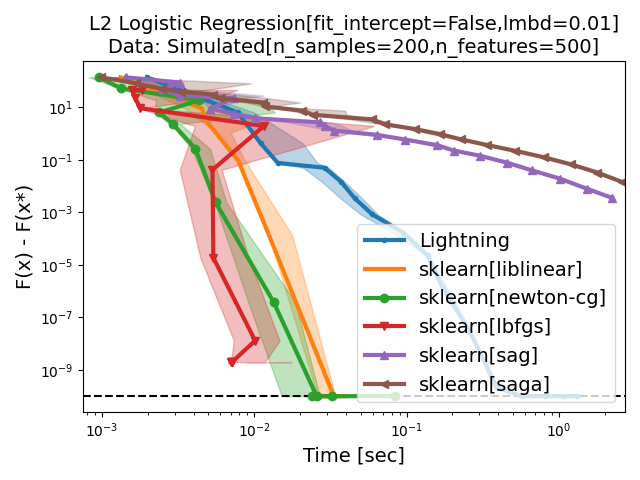 L2 Logistic Regression[fit_intercept=False,lmbd=0.01]
Data: Simulated[n_samples=200,n_features=500]
F(x) - F(x*)
10¹
10⁻¹
10⁻³
10⁻⁵
10⁻⁷
10⁻⁹
Lightning
sklearn[liblinear]
sklearn[newton-cg]
sklearn[lbfgs]
sklearn[sag]
sklearn[saga]
10⁻³
10⁻²
10⁻¹
10⁰
Time [sec]